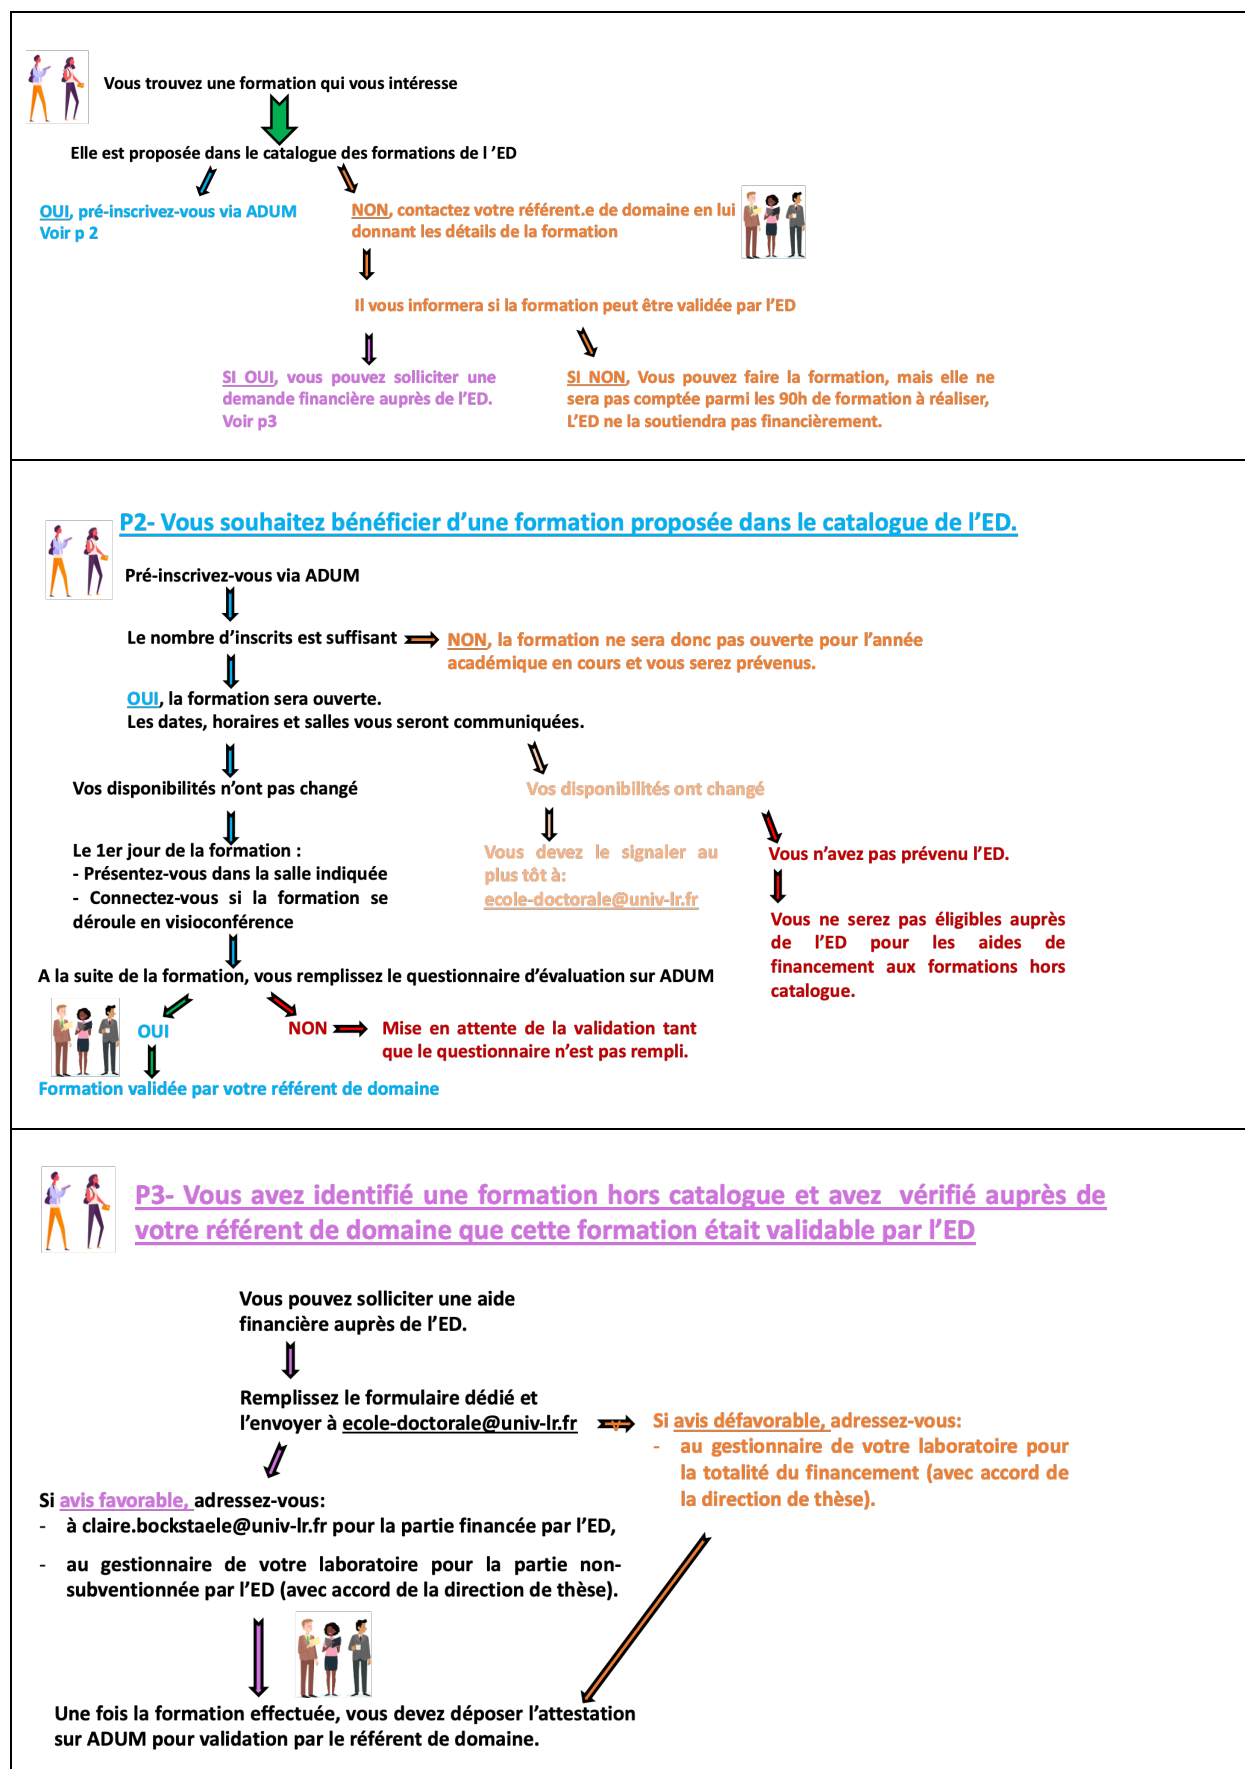 Vous trouvez une formation qui vous intéresse
Elle est proposée dans le catalogue des formations de l 'ED
OUI, pré-inscrivez-vous via ADUM
Voir p 2
NON, contactez votre référent.e de domaine en lui
donnant les détails de la formation
Il vous informera si la formation peut être validée par l'ED
SI OUI, vous pouvez solliciter une
demande financière auprès de l'ED.
Voir p3
SI NON, Vous pouvez faire la formation, mais elle ne
sera pas comptée parmi les 90h de formation à réaliser,
L'ED ne la soutiendra pas financièrement.
P2- Vous souhaitez bénéficier d'une formation proposée dans le catalogue de l'ED.
Pré-inscrivez-vous via ADUM
Le nombre d'inscrits est suffisant
NON, la formation ne sera donc pas ouverte pour l'année
académique en cours et vous serez prévenus.
OUI, la formation sera ouverte.
Les dates, horaires et salles vous seront communiquées.
Vos disponibilités n'ont pas changé
Vos disponibilités ont changé
Le 1er jour de la formation :
- Présentez-vous dans la salle indiquée
- Connectez-vous si la formation se
déroule en visioconférence
Vous devez le signaler au
plus tôt à:
ecole-doctorale@univ-lr.fr
Vous n'avez pas prévenu l'ED.
Vous ne serez pas éligibles auprès
de l'ED pour les aides de
financement aux formations hors
catalogue.
A la suite de la formation, vous remplissez le questionnaire d'évaluation sur ADUM
OUI
NON
Mise en attente de la validation tant
que le questionnaire n'est pas rempli.
Formation validée par votre référent de domaine
P3- Vous avez identifié une formation hors catalogue et avez vérifié auprès de
votre référent de domaine que cette formation était validable par l'ED
Vous pouvez solliciter une aide
financière auprès de l'ED.
Remplissez le formulaire dédié et
l'envoyer à ecole-doctorale@univ-lr.fr
Si avis défavorable, adressez-vous:
- au gestionnaire de votre laboratoire pour
la totalité du financement (avec accord de
la direction de thèse).
Si avis favorable, adressez-vous:
- à claire.bockstaele@univ-lr.fr pour la partie financée par l'ED,
- au gestionnaire de votre laboratoire pour la partie non-
subventionnée par l'ED (avec accord de la direction de thèse).
Une fois la formation effectuée, vous devez déposer l'attestation
sur ADUM pour validation par le référent de domaine.